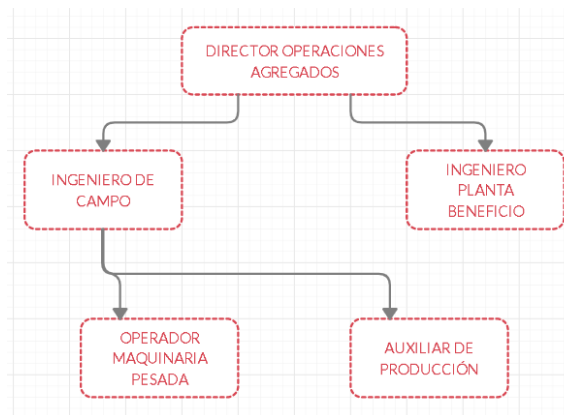 DIRECTOR OPERACIONES
AGREGADOS
INGENIERO DE
CAMPO
INGENIERO
PLANTA
BENEFICIO
OPERADOR
MAQUINARIA
PESADA
AUXILIAR DE
PRODUCCIÓN